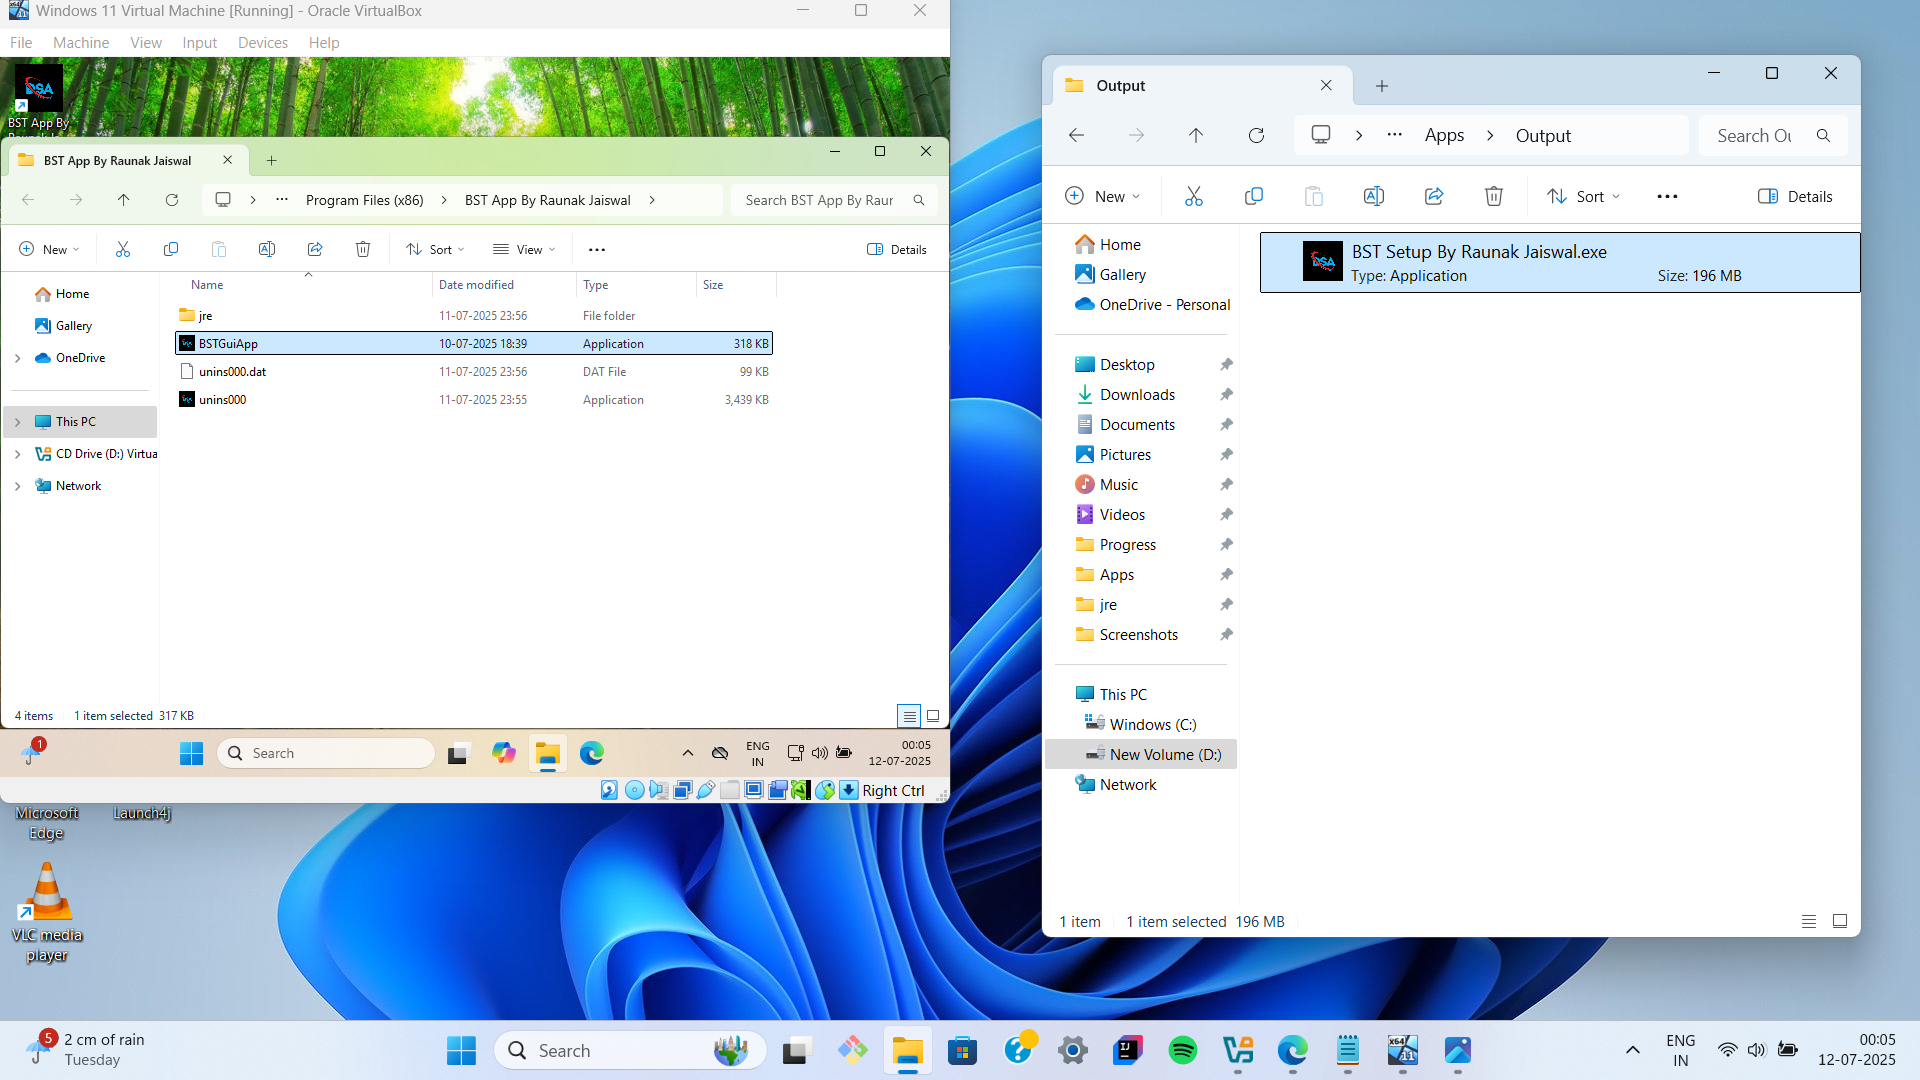 Windows 11 Virtual Machine [Running] - Oracle VirtualBox
File Machine View Input Devices Help
DSA
BST App By
BST App By Raunak Jaiswal
Program Files (x86) BST App By Raunak Jaiswal
Search BST App By Raur
New Sort View Details
Name Date modified Type Size
jre 11-07-2025 23:56 File folder
BSTGuiApp 10-07-2025 18:39 Application 318 KB
unins000.dat 11-07-2025 23:56 DAT File 99 KB
unins000 11-07-2025 23:55 Application 3,439 KB
Home
Gallery
OneDrive
This PC
CD Drive (D:) Virtua
Network
4 items 1 item selected 317 KB
1
Search
ENG
IN
00:05
12-07-2025
Right Ctrl
Microsoft
Edge
Launch4j
VLC media
player
Output
Apps Output
Search Ou
New Sort Details
Home
Gallery
OneDrive - Personal
Desktop
Downloads
Documents
Pictures
Music
Videos
Progress
Apps
jre
Screenshots
This PC
Windows (C:)
New Volume (D:)
Network
DSA
BST Setup By Raunak Jaiswal.exe
Type: Application Size: 196 MB
1 item 1 item selected 196 MB
5
2 cm of rain
Tuesday
Search
IJ
x64
11
ENG
IN
00:05
12-07-2025